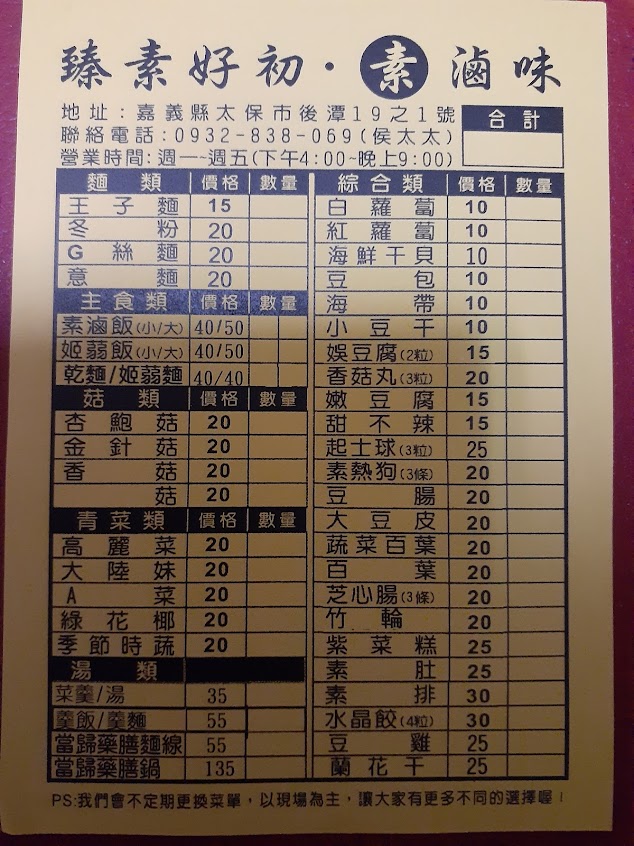 臻素好初·素滷味
地址:嘉義縣太保市後潭19之1號
聯絡電話:0932-838-069(侯太太)
營業時間:週一~週五(下午4:00~晚上9:00)
合計
麵類 價格 數量
王子麵 15
冬粉 20
G絲麵 20
意麵 20
主食類 價格 數量
素滷飯(小/大) 40/50
姬蒻飯(小/大) 40/50
乾麵/姬蒻麵 40/40
菇類 價格 數量
杏鮑菇 20
金針菇 20
香菇 20
菇 20
青菜類 價格 數量
高麗菜 20
大陸妹 20
A菜 20
綠花椰 20
季節時蔬 20
湯類
菜羹/湯 35
羹飯/羹麵 55
當歸藥膳麵線 55
當歸藥膳鍋 135
綜合類 價格 數量
白蘿蔔 10
紅蘿蔔 10
海鮮干貝 10
豆包 10
海帶 10
小豆干 10
娛豆腐(2粒) 15
香菇丸(3粒) 20
嫩豆腐 15
甜不辣 15
起士球(3粒) 25
素熱狗(3條) 20
豆腸 20
大豆皮 20
蔬菜百葉 20
百葉 20
芝心腸(3條) 20
竹輪 20
紫菜糕 25
素肚 25
素排 30
水晶餃(4粒) 30
豆雞 25
蘭花干 25
PS:我們會不定期更換菜單,以現場為主,讓大家有更多不同的選擇喔!